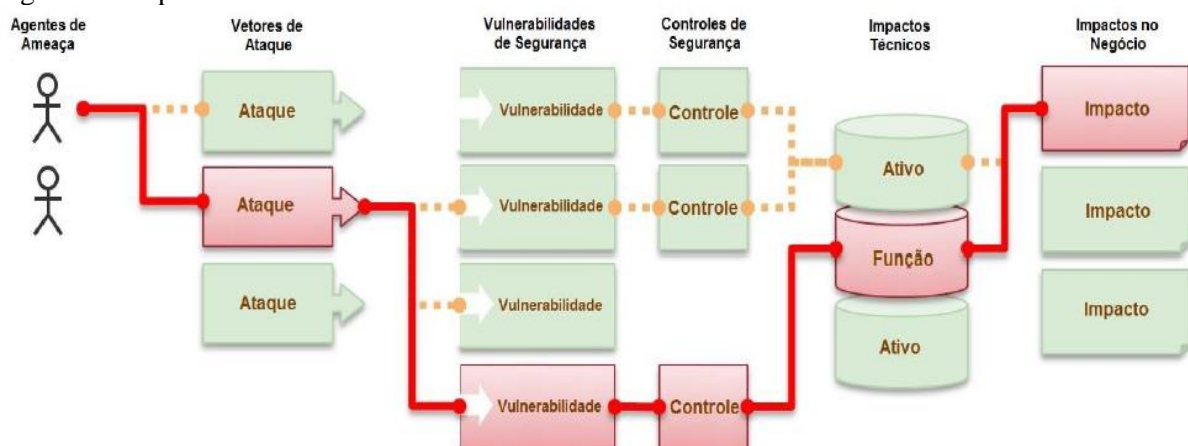 Agentes de
Ameaça
Vetores de
Ataque
Vulnerabilidades
de Segurança
Controles de
Segurança
Impactos
Técnicos
Impactos no
Negócio
Ataque
Vulnerabilidade
Controle
Impacto
Ativo
Ataque
Vulnerabilidade
Controle
Impacto
Função
Ataque
Vulnerabilidade
Impacto
Ativo
Vulnerabilidade
Controle